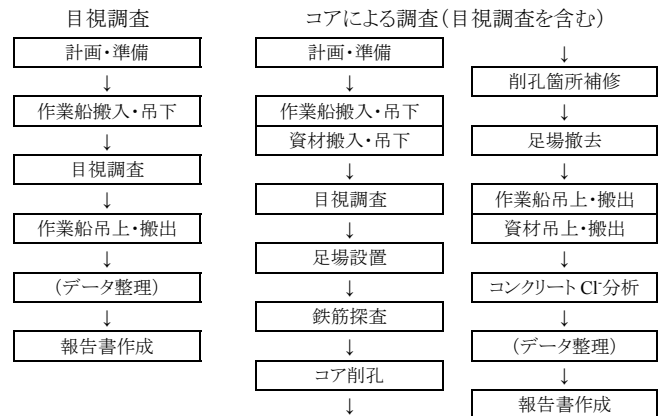 目視調査
計画・準備
↓
作業船搬入・吊下
↓
目視調査
↓
作業船吊上・搬出
↓
(データ整理)
↓
報告書作成
コアによる調査(目視調査を含む)
計画・準備
↓
作業船搬入・吊下
資材搬入・吊下
↓
目視調査
↓
足場設置
↓
鉄筋探査
↓
コア削孔
↓
↓
削孔箇所補修
↓
足場撤去
↓
作業船吊上・搬出
資材吊上・搬出
↓
コンクリート Cl⁻分析
↓
(データ整理)
↓
報告書作成